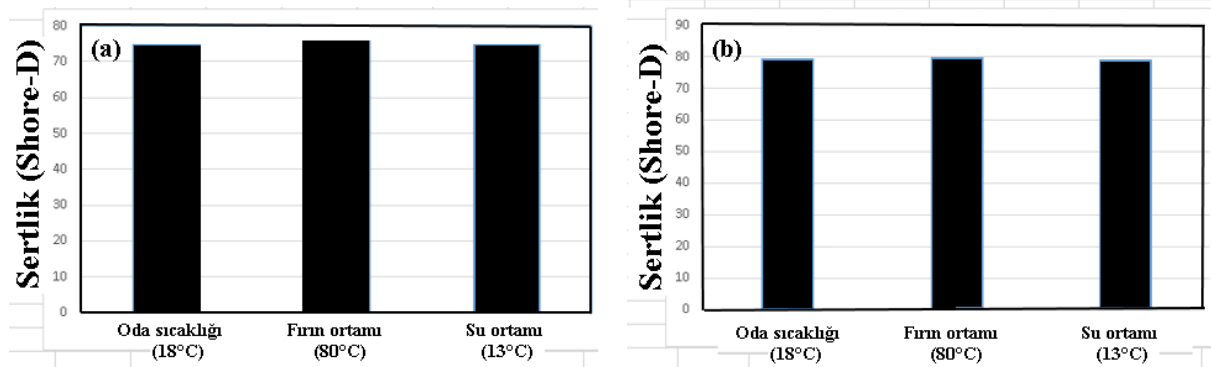 Sertlik (Shore-D)
(a)
80
70
60
50
40
30
20
10
0
Oda sıcaklığı
(18°C)
Fırın ortamı
(80°C)
Su ortamı
(13°C)
Sertlik (Shore-D)
(b)
90
80
70
60
50
40
30
20
10
0
Oda sıcaklığı
(18°C)
Fırın ortamı
(80°C)
Su ortamı
(13°C)